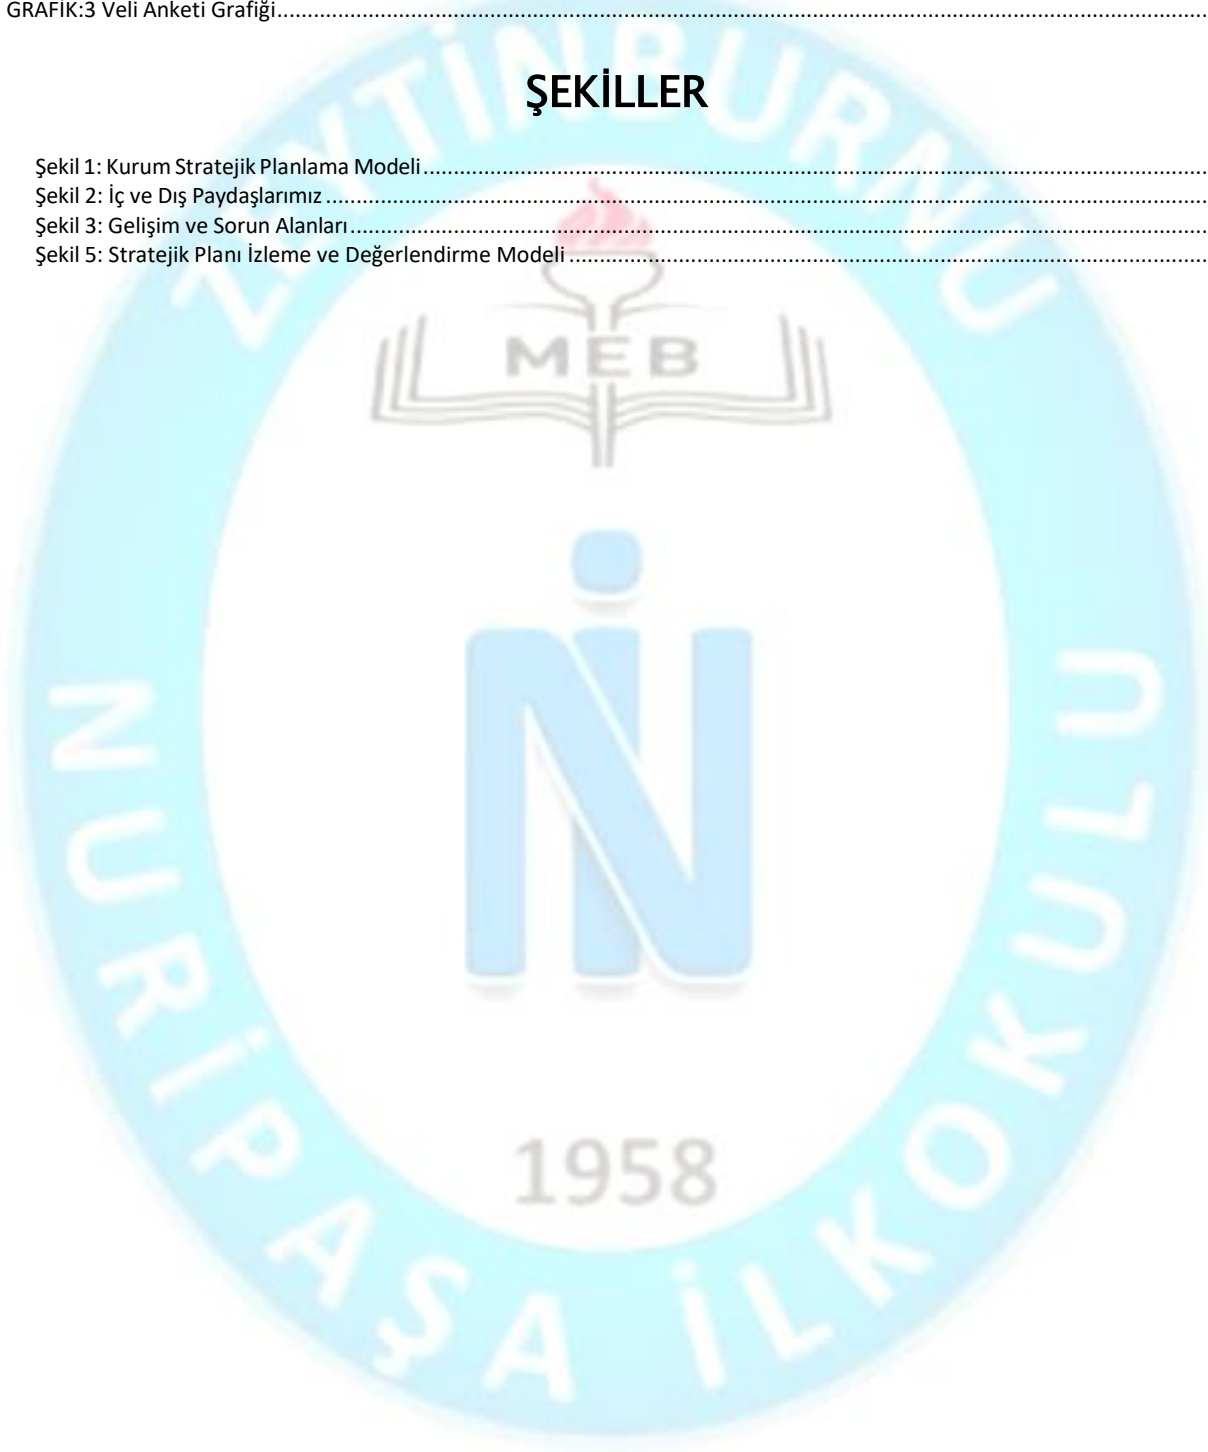 GRAFİK:3 Veli Anketi Grafiği........................................................................................................................................................
ŞEKİLLER
Şekil 1: Kurum Stratejik Planlama Modeli................................................................................................................................
Şekil 2: İç ve Dış Paydaşlarımız................................................................................................................................................
Şekil 3: Gelişim ve Sorun Alanları............................................................................................................................................
Şekil 5: Stratejik Planı İzleme ve Değerlendirme Modeli.........................................................................................................
ZEYTİNBURNU
MEB
İN
1958
NURİPAŞA İLKOKULU